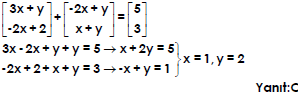 [3x + y
-2x + 2] + [-2x + y
x + y] = [5
3]
3x - 2x + y + y = 5 → x + 2y = 5
-2x + 2 + x + y = 3 → -x + y = 1
} x = 1, y = 2
Yanıt:C